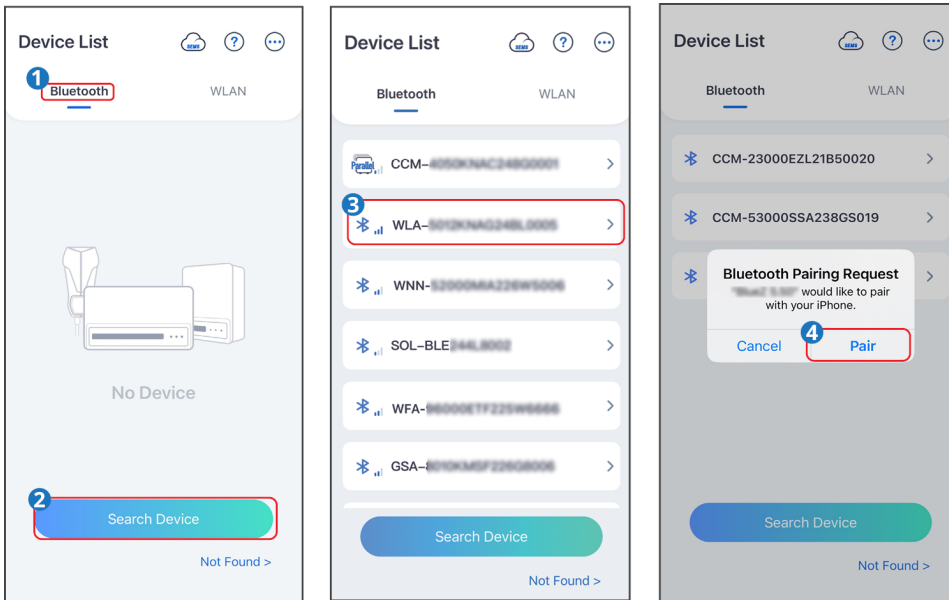 Device List
SEMS
?
1
Bluetooth
WLAN
No Device
2
Search Device
Not Found >
Device List
SEMS
?
Bluetooth
WLAN
Parallel
CCM-
3
WLA-
WNN-
SOL-BLE
WFA-
GSA-
Search Device
Not Found >
Device List
SEMS
?
Bluetooth
WLAN
CCM-23000EZL21B50020
CCM-53000SSA238GS019
Bluetooth Pairing Request
would like to pair
with your iPhone.
4
Cancel
Pair
Search Device
Not Found >